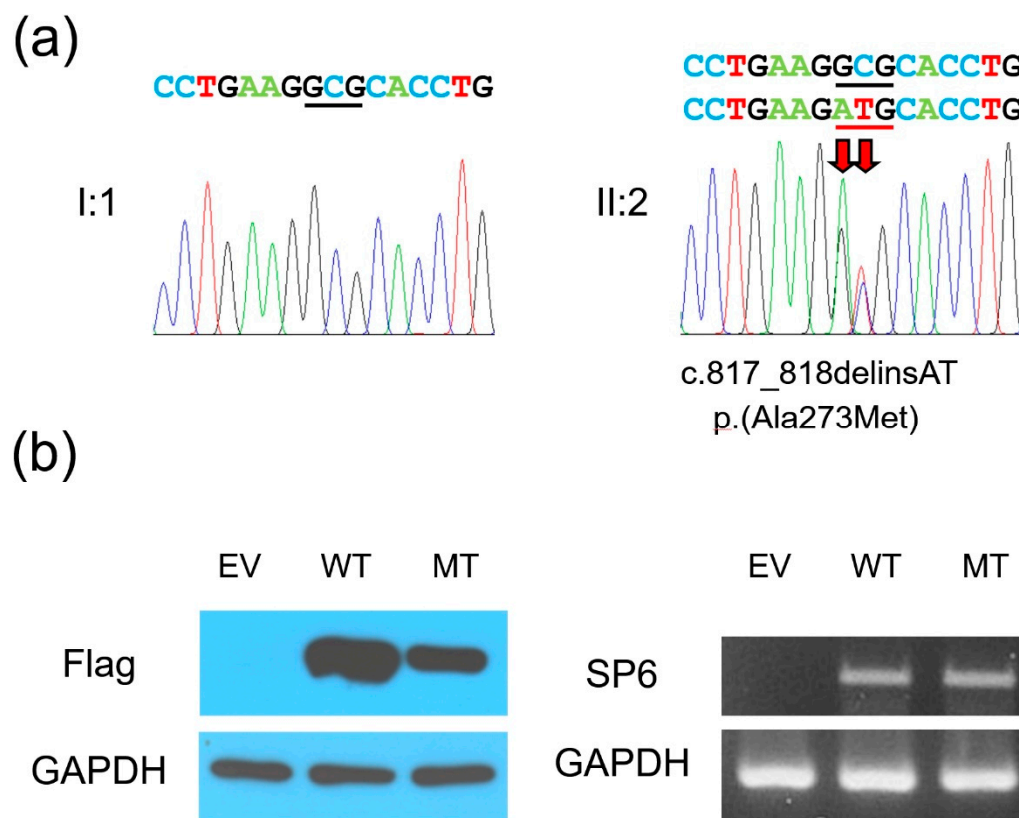 (a)
CCTGAAGGCGCACCTG
I:1
CCTGAAGGCGCACCTG
CCTGAAGATGCACCTG
II:2
c.817_818delinsAT
p.(Ala273Met)
(b)
EV WT MT
Flag
GAPDH
EV WT MT
SP6
GAPDH